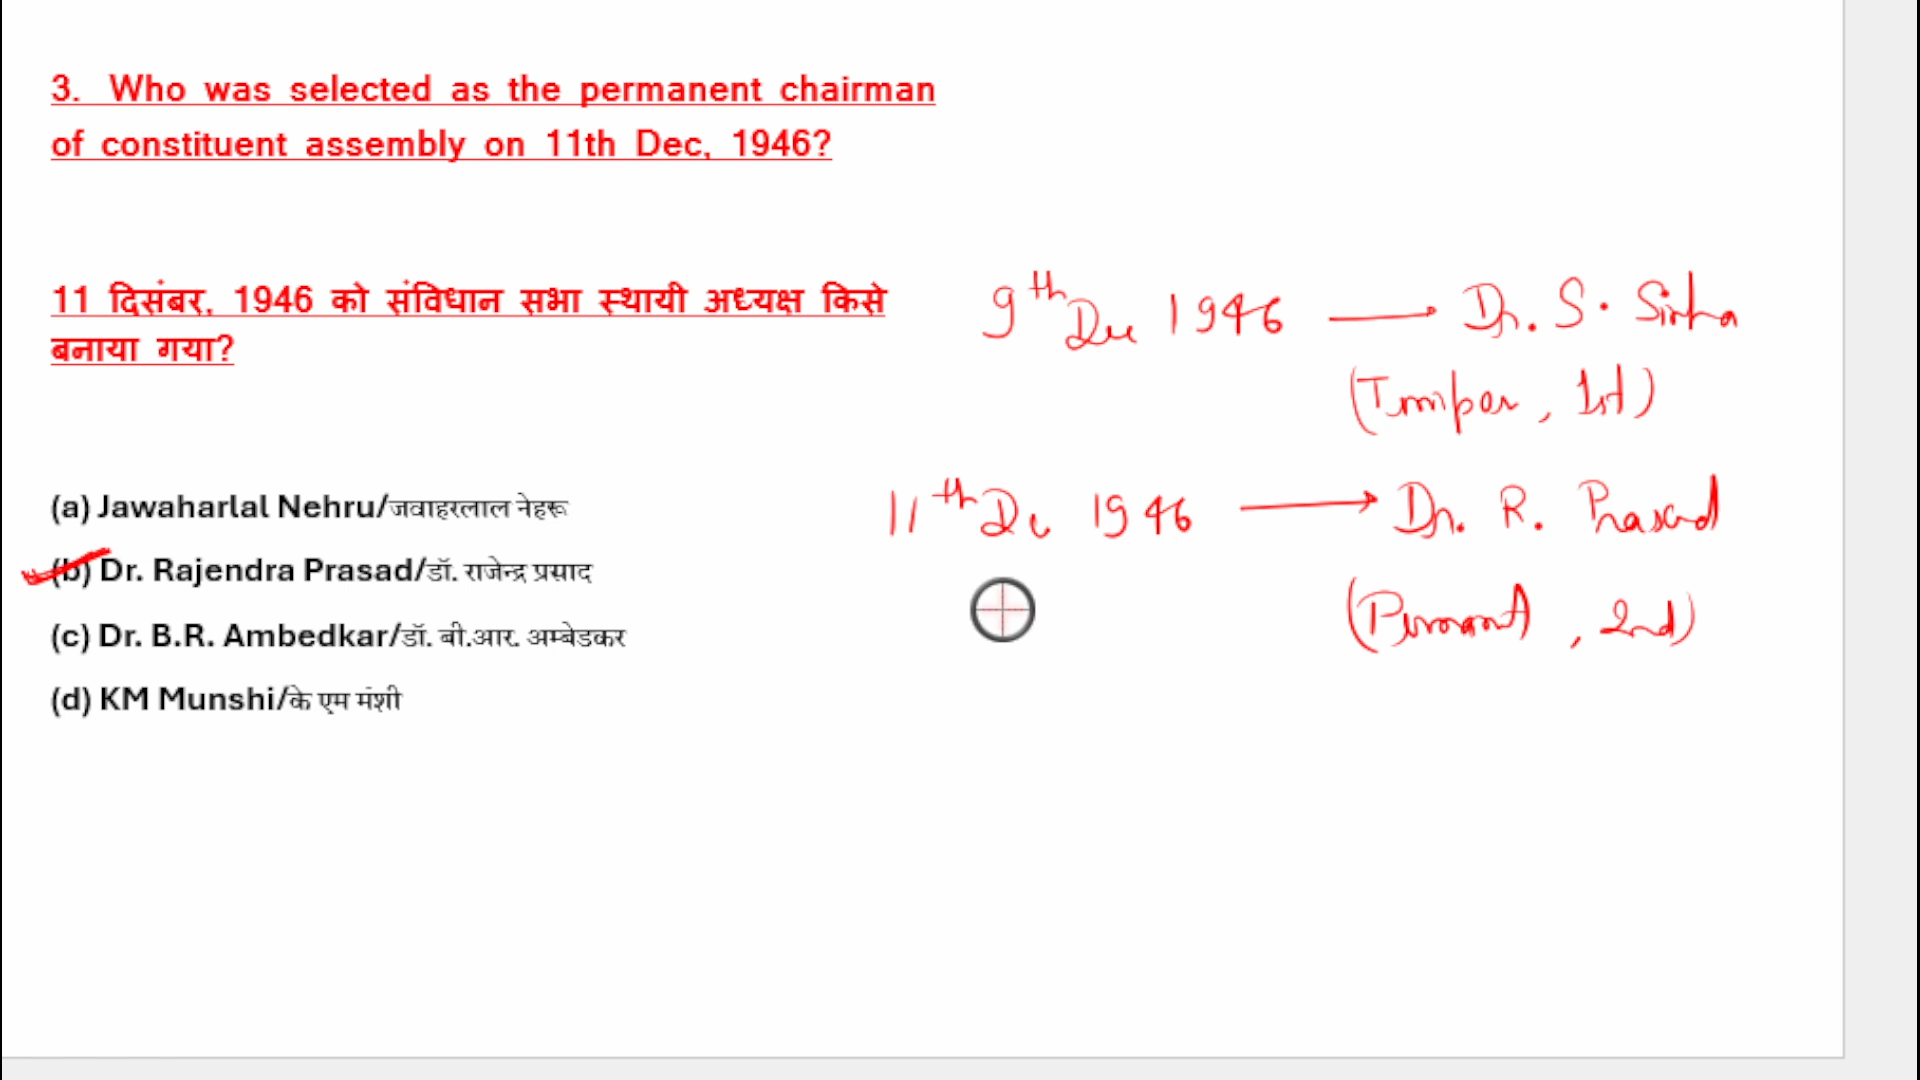 3. Who was selected as the permanent chairman
of constituent assembly on 11th Dec, 1946?
11 दिसंबर, 1946 को संविधान सभा स्थायी अध्यक्ष किसे
बनाया गया?
(a) Jawaharlal Nehru/जवाहरलाल नेहरू
(b) Dr. Rajendra Prasad/डॉ. राजेन्द्र प्रसाद
(c) Dr. B.R. Ambedkar/डॉ. बी.आर. अम्बेडकर
(d) KM Munshi/के एम मंशी
9th Dec 1946 → Dr. S. Sinha
(Tempor, 1st)
11th Dec 1946 → Dr. R. Prasad
(Permanent, 2nd)